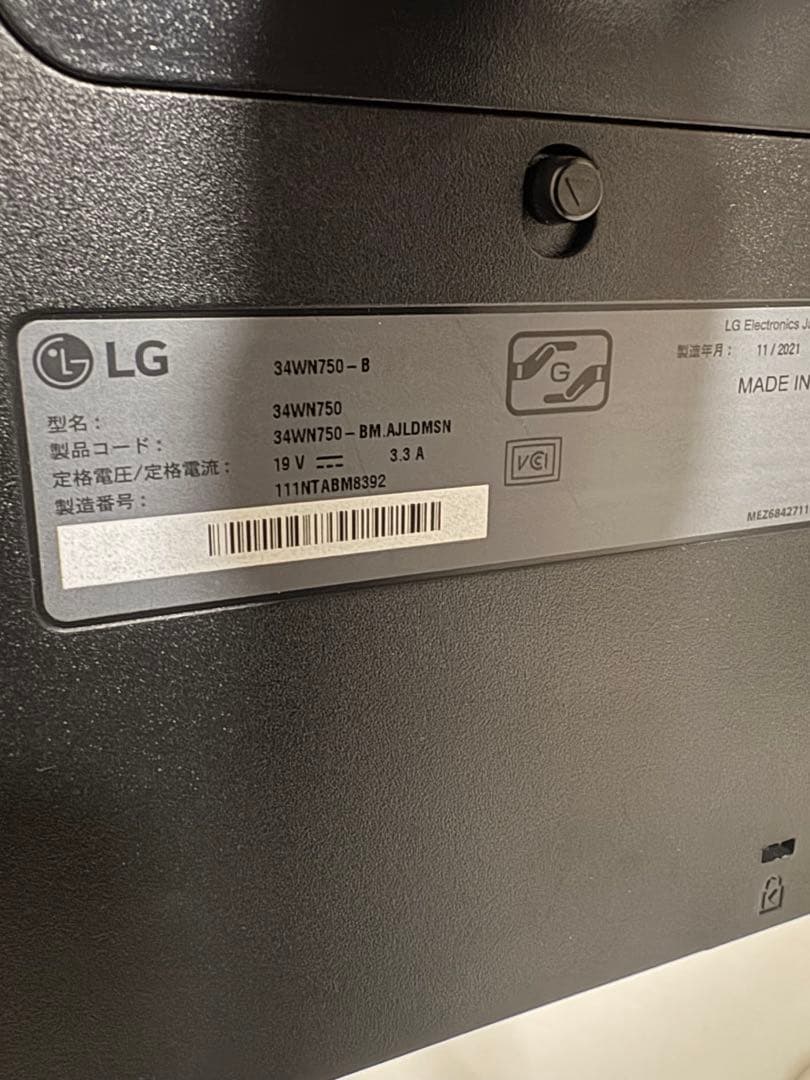 LG
34WN750-B
型名: 34WN750
製品コード: 34WN750-BM.AJLDMSN
定格電圧/定格電流: 19 V ⎓ 3.3 A
製造番号: 111NTABM8392
G
VCI
LG Electronics
製造年月: 11/2021
MADE IN
MEZ6842711